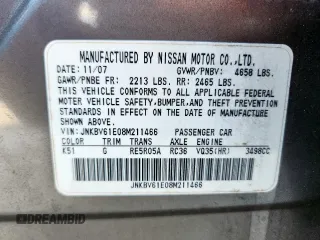 MANUFACTURED BY NISSAN MOTOR CO.,LTD.
DATE: 11/07 GVWR/PNBV: 4658 LBS.
GAWR/PNBE FR: 2213 LBS. RR: 2465 LBS.
THIS VEHICLE CONFORMS TO ALL APPLICABLE FEDERAL
MOTOR VEHICLE SAFETY,BUMPER,AND THEFT PREVENTION
STANDARDS IN EFFECT ON THE DATE OF MANUFACTURE
SHOWN ABOVE.
VIN: JNKBV61E08M211466 PASSENGER CAR
COLOR TRIM TRANS AXLE ENGINE
K51 G RE5R05A RC36 VQ35(HR) 3498CC
JNKBV61E08M211466
© RESOLD BIDS